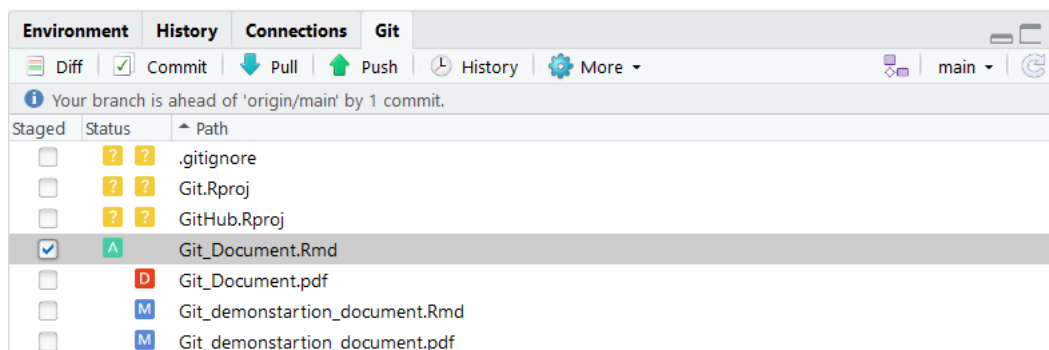 Environment History Connections Git
Diff Commit Pull Push History More main
Your branch is ahead of 'origin/main' by 1 commit.
Staged Status Path
? ? .gitignore
? ? Git.Rproj
? ? GitHub.Rproj
A Git_Document.Rmd
D Git_Document.pdf
M Git_demonstartion_document.Rmd
M Git_demonstartion_document.pdf